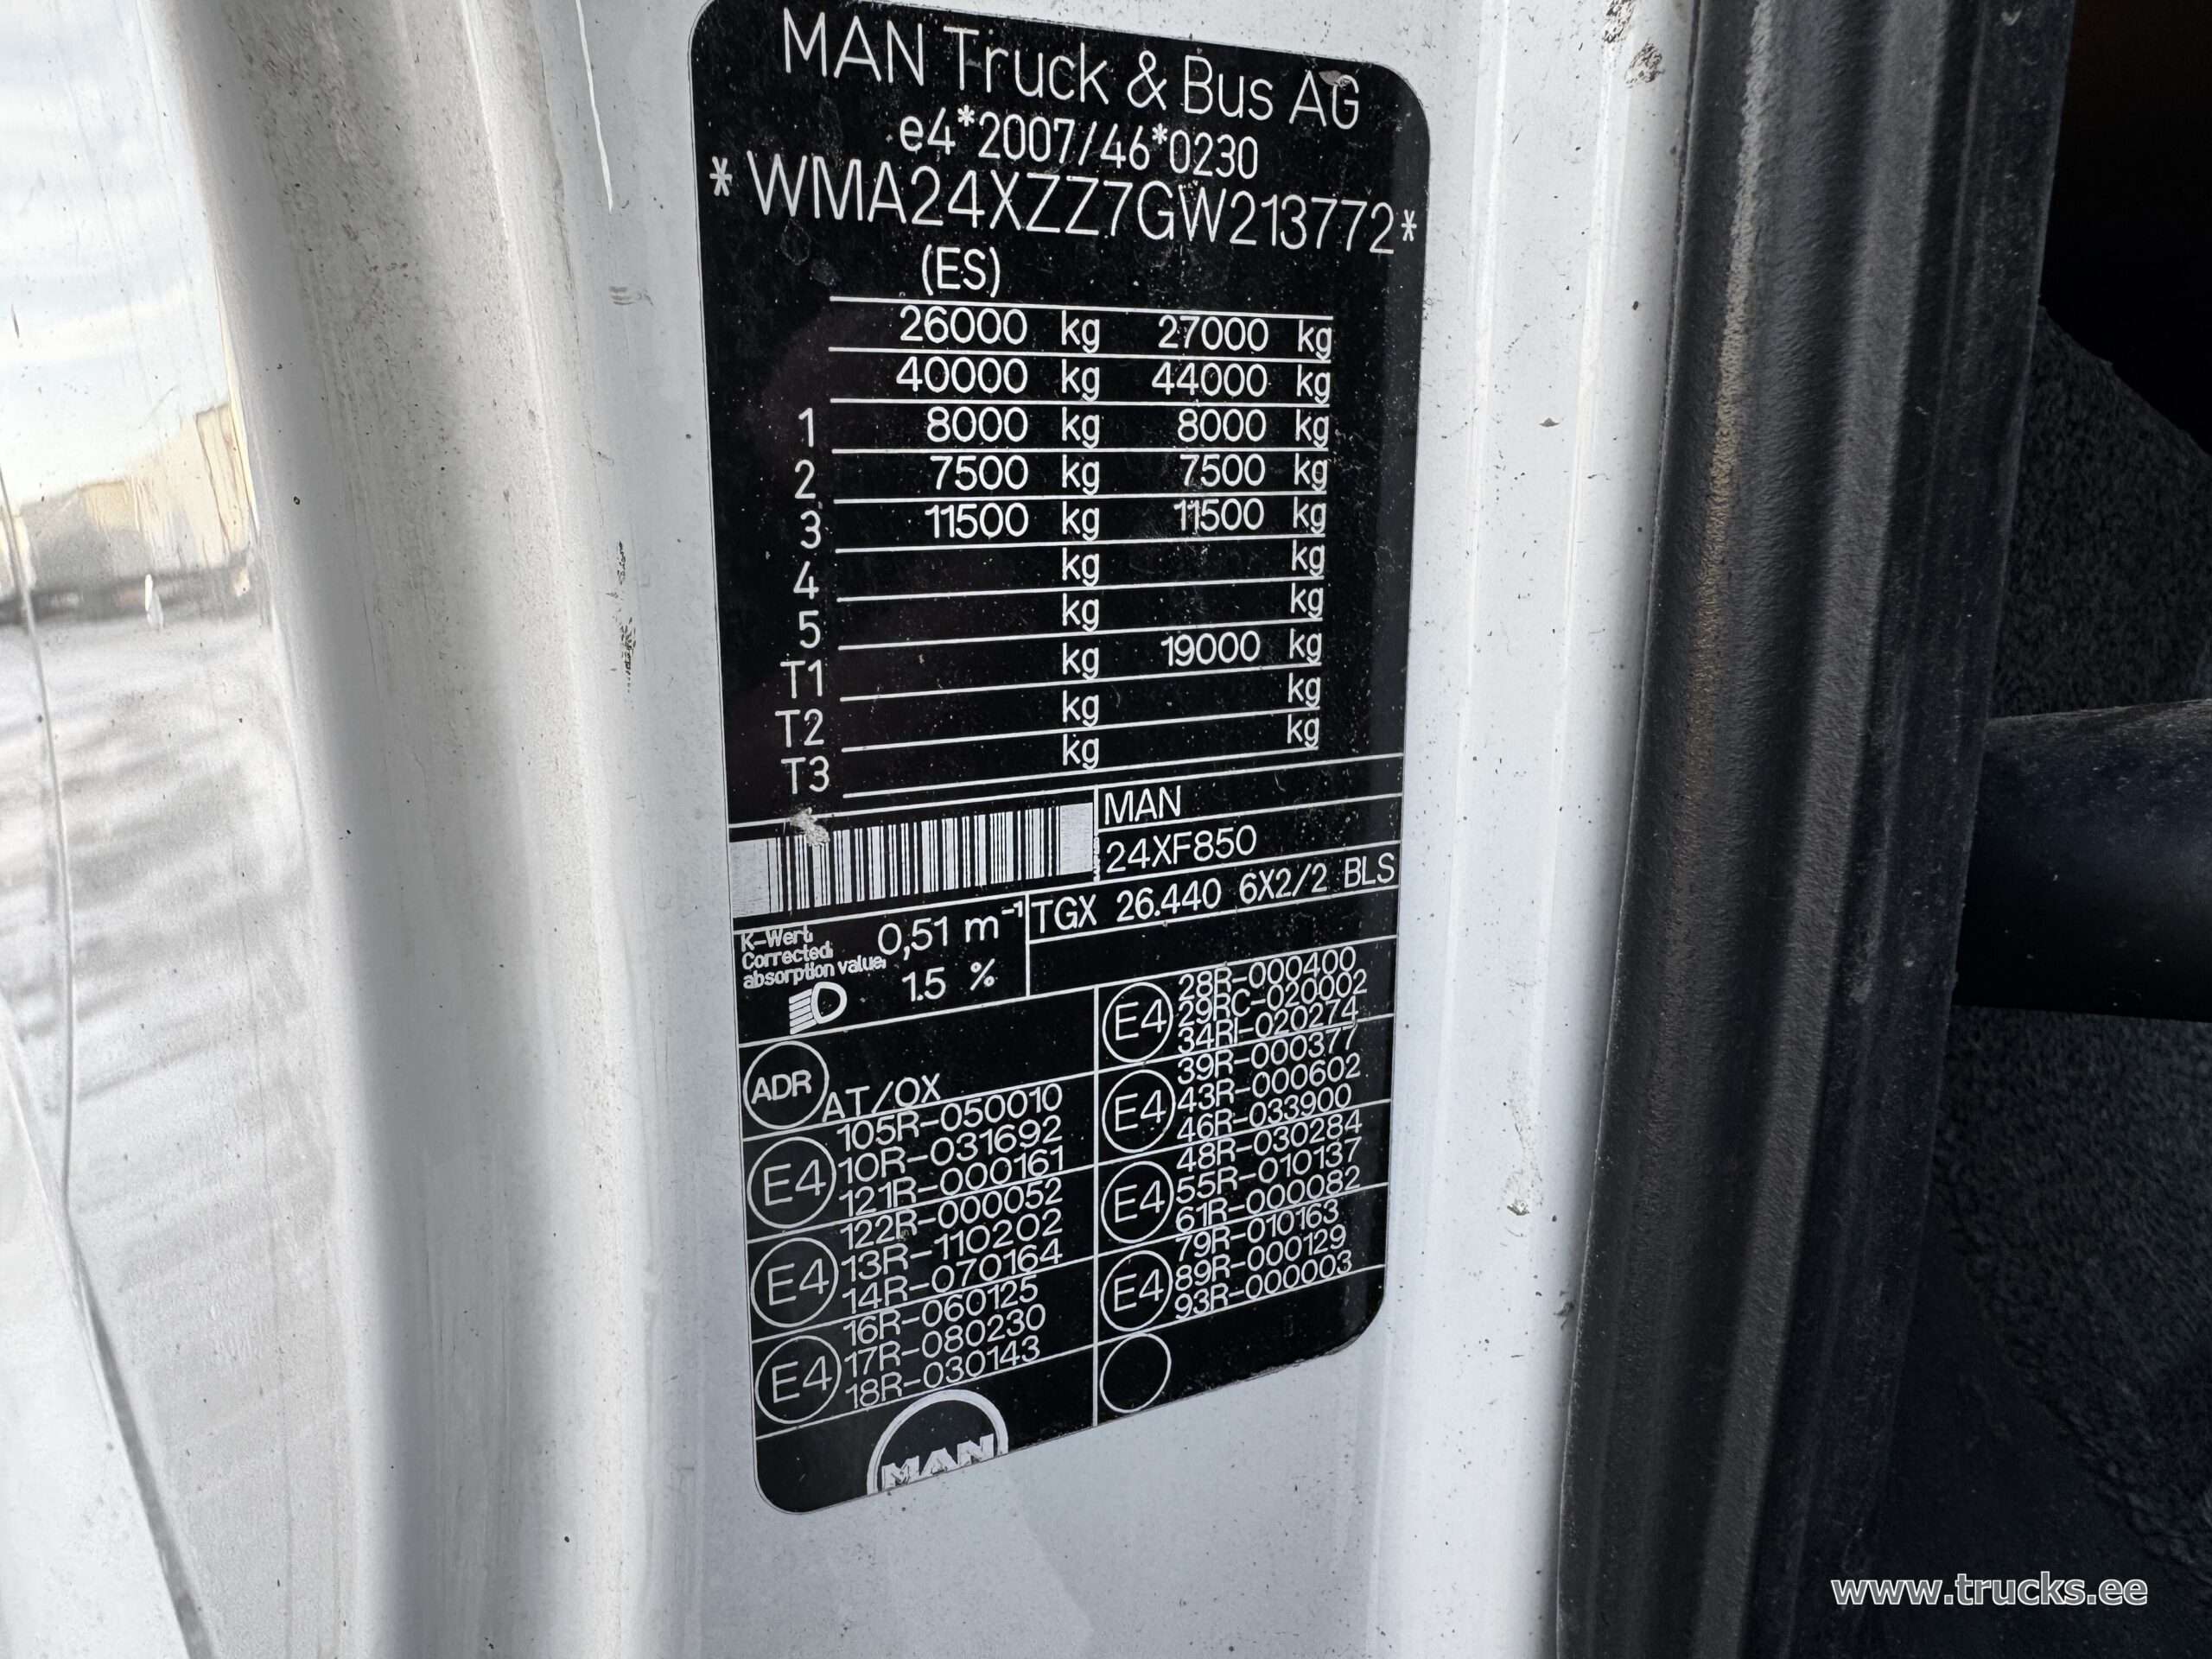 MAN Truck & Bus AG
e4*2007/46*0230
*WMA24XZZ7GW213772*
(ES)
26000 kg 27000 kg
40000 kg 44000 kg
1 8000 kg 8000 kg
2 7500 kg 7500 kg
3 11500 kg 11500 kg
4 kg kg
5 kg kg
T1 kg 19000 kg
T2 kg kg
T3 kg kg
MAN
24XF850
TGX 26.440 6X2/2 BLS
K-Wert
Corrected
absorption value
0,51 m⁻¹
1.5 %
ADR AT/OX
105R-050010
E4 10R-031692
121R-000161
122R-000052
E4 13R-110202
14R-070164
16R-060125
E4 17R-080230
18R-030143
28R-000400
E4 29RC-020002
34RI-020274
39R-000377
E4 43R-000602
46R-033900
48R-030284
E4 55R-010137
61R-000082
79R-010163
E4 89R-000129
93R-000003
MAN
www.trucks.ee